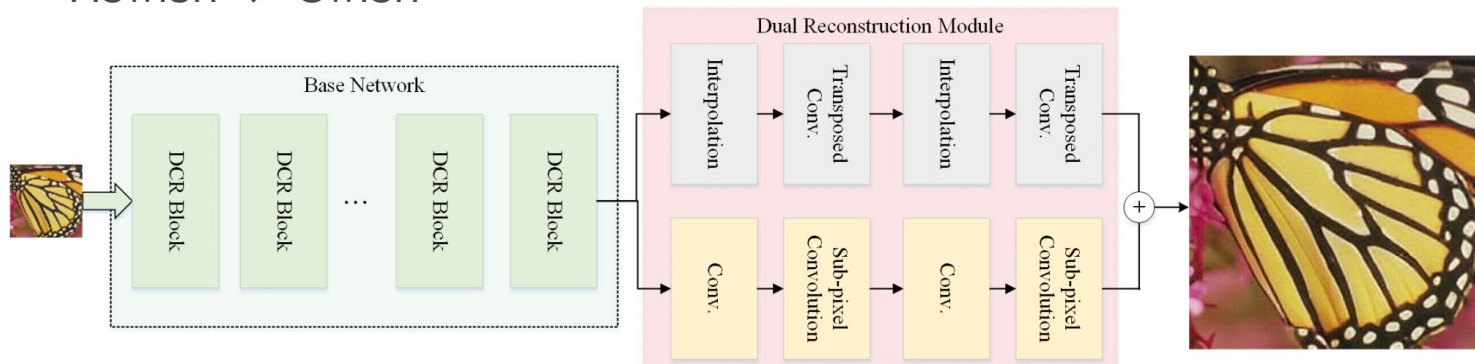 Dual Reconstruction Module
Base Network
DCR Block
DCR Block
...
DCR Block
DCR Block
Interpolation
Transposed
Conv.
Interpolation
Transposed
Conv.
+
Conv.
Sub-pixel
Convolution
Conv.
Sub-pixel
Convolution